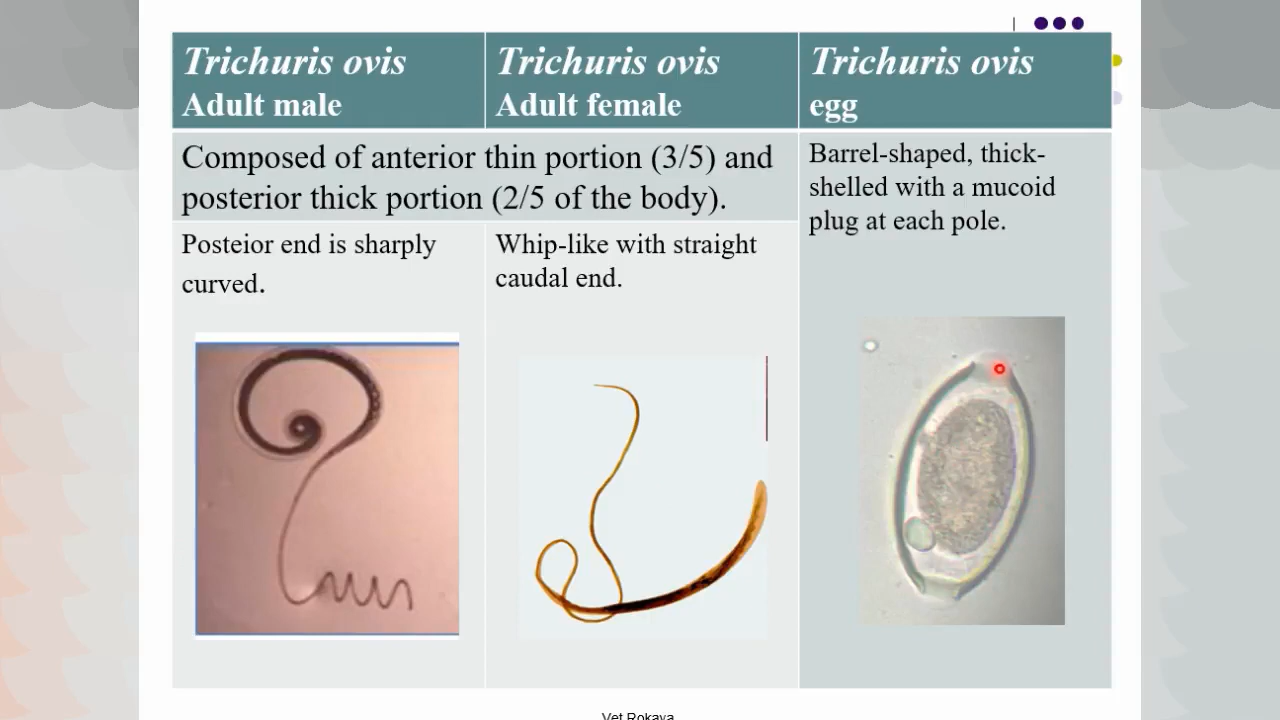 Trichuris ovis
Adult male
Trichuris ovis
Adult female
Trichuris ovis
egg
Composed of anterior thin portion (3/5) and
posterior thick portion (2/5 of the body).
Posteior end is sharply
curved.
Whip-like with straight
caudal end.
Barrel-shaped, thick-
shelled with a mucoid
plug at each pole.
Vet Rokaya